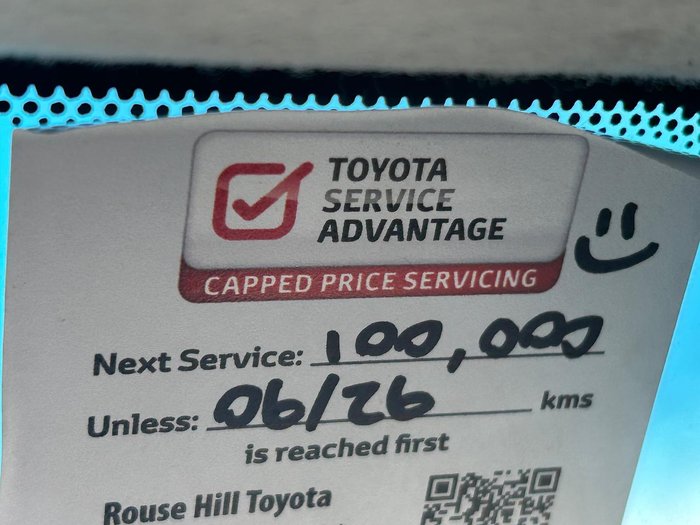 TOYOTA
SERVICE
ADVANTAGE
CAPPED PRICE SERVICING
Next Service: 100,000
Unless: 06/26 kms
is reached first
Rouse Hill Toyota